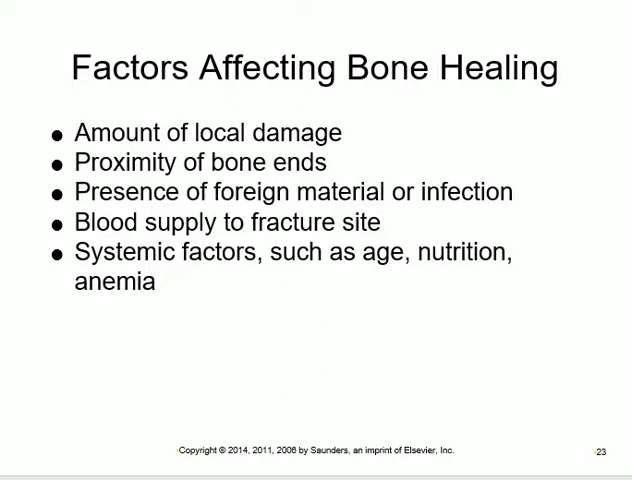 Factors Affecting Bone Healing
● Amount of local damage
● Proximity of bone ends
● Presence of foreign material or infection
● Blood supply to fracture site
● Systemic factors, such as age, nutrition,
anemia
Copyright © 2014, 2011, 2006 by Saunders, an imprint of Elsevier, Inc.
23